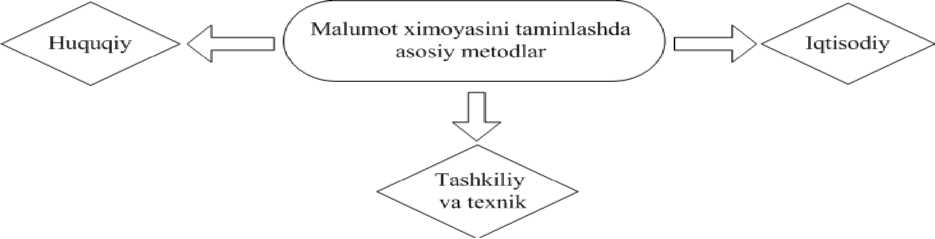 Huquqiy
Malumot ximoyasini taminlashda
asosiy metodlar
Iqtisodiy
Tashkiliy
va texnik